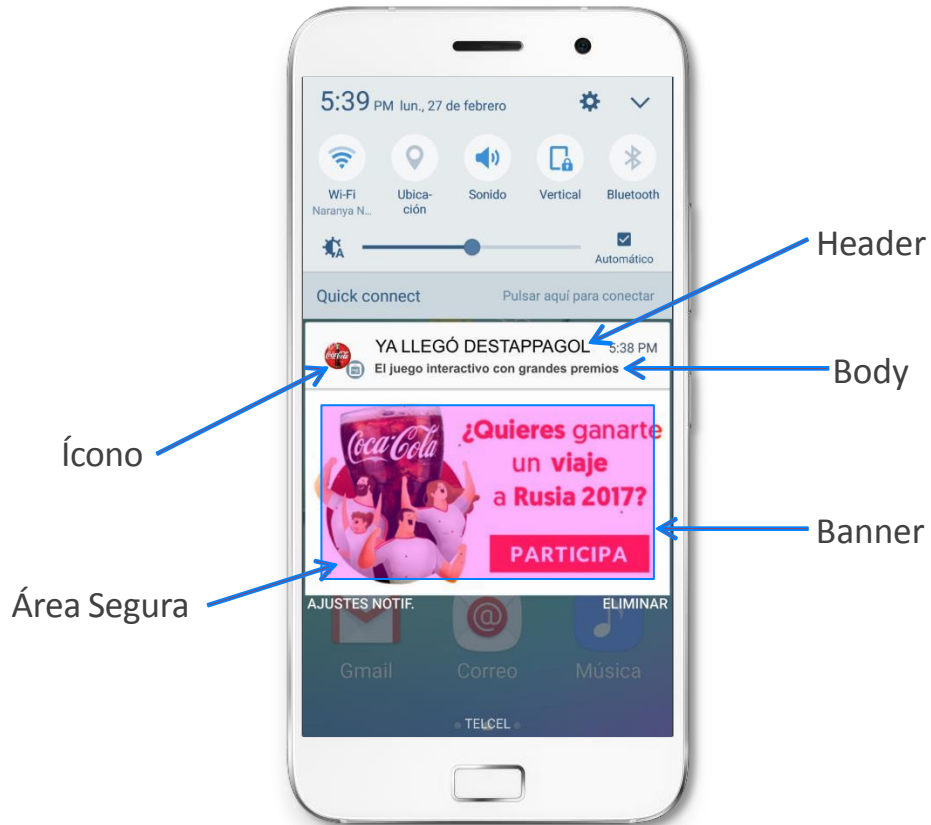 5:39 PM lun., 27 de febrero
Wi-Fi
Naranya N...
Ubica-
ción
Sonido
Vertical
Bluetooth
A
Automático
Quick connect
Pulsar aquí para conectar
Header
YA LLEGÓ DESTAPPAGOL
5:38 PM
Coca-Cola
El juego interactivo con grandes premios
Body
Ícono
Coca-Cola
¿Quieres ganarte
un viaje
a Rusia 2017?
PARTICIPA
Banner
Área Segura
AJUSTES NOTIF.
ELIMINAR
@
Gmail
Correo
Música
TELCEL